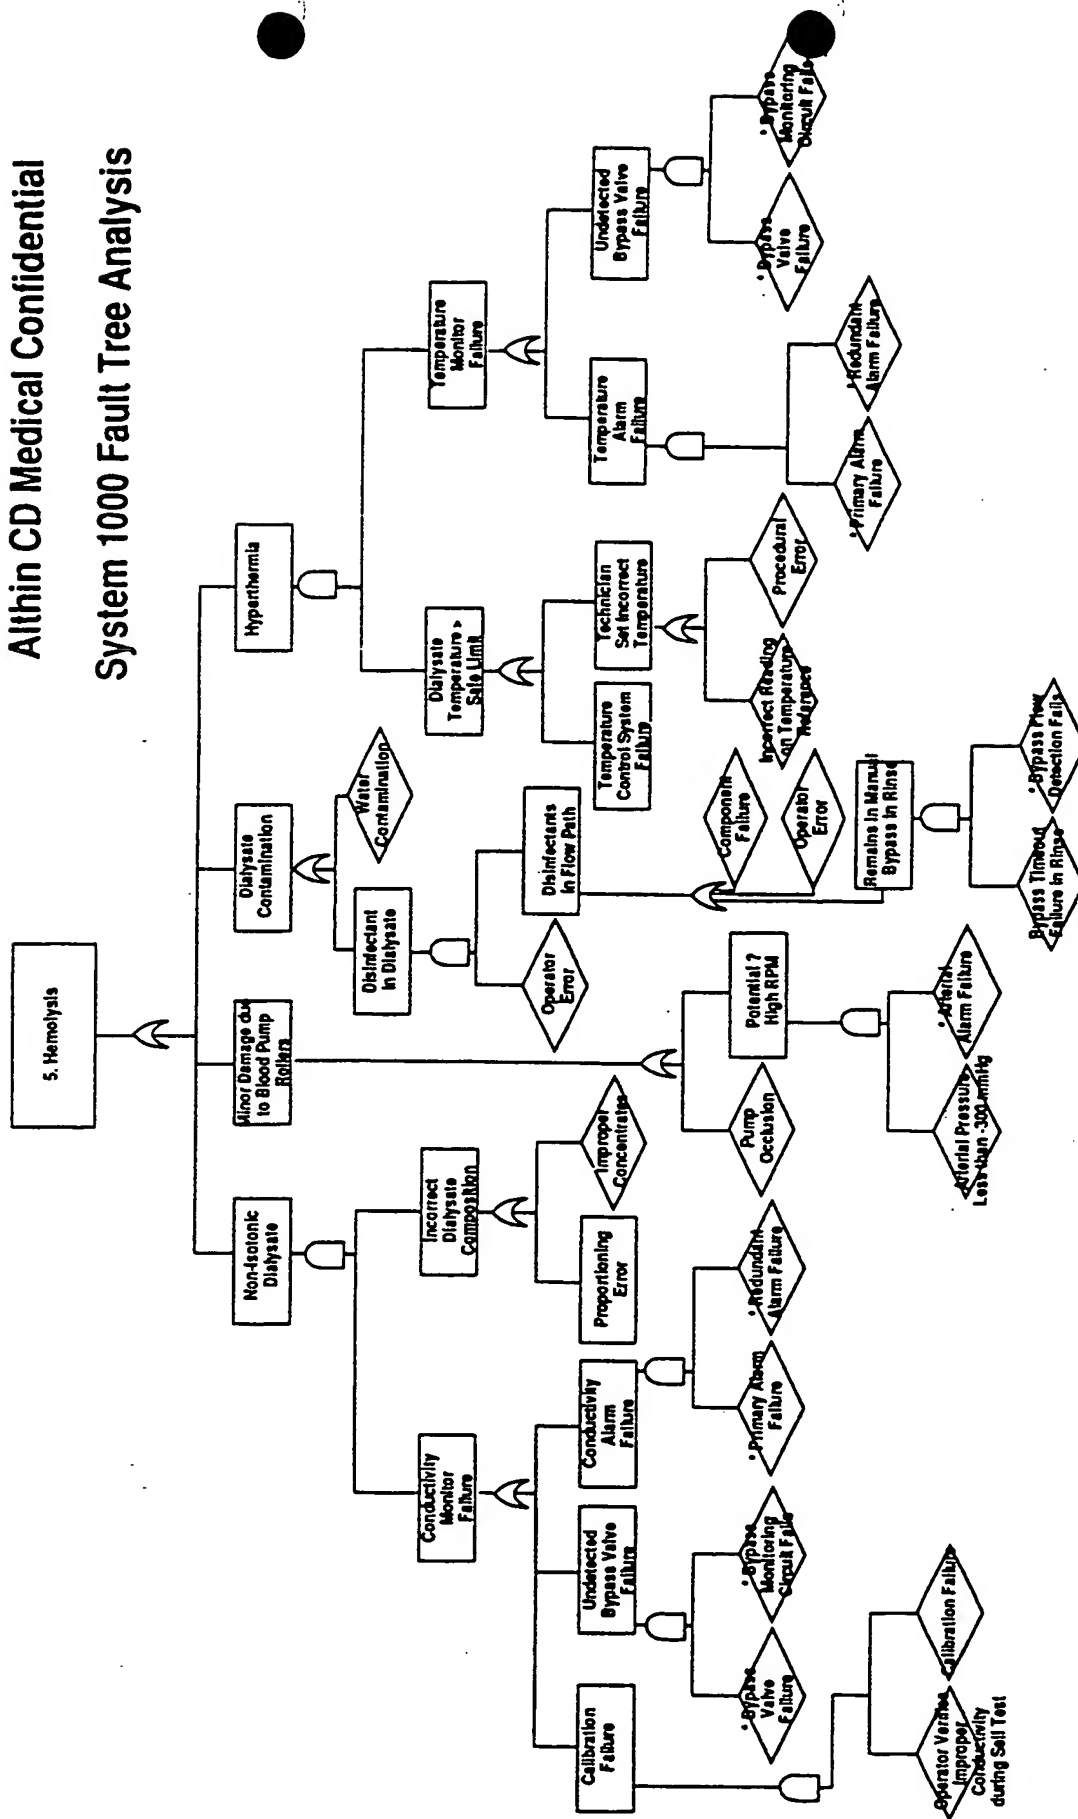 Althin CD Medical Confidential
System 1000 Fault Tree Analysis
5. Hemolysis
Non-Isotonic
Dialysate
Minor Damage due
to Blood Pump
Rollers
Dialysate
Contamination
Hyperthermia
Conductivity
Monitor
Failure
Incorrect
Dialysate
Composition
Disinfectant
In Dialysate
Water
Contamination
Dialysate
Temperature >
Safe Limit
Temperature
Monitor
Failure
Calibration
Failure
Undetected
Bypass Valve
Failure
Conductivity
Alarm
Failure
Proportioning
Error
Improper
Concentrates
Operator
Error
Disinfectants
In Flow Path
Temperature
Control System
Failure
Technician
Set Incorrect
Temperature
Temperature
Alarm
Failure
Undetected
Bypass Valve
Failure
* Bypass
Valve
Failure
* Bypass
Monitoring
Circuit Fails
* Primary Alarm
Failure
* Redundant
Alarm Failure
Pump
Occlusion
Potential ?
High RPM
Component
Failure
Operator
Error
Incorrect Reading
on Temperature
Referance
Procedural
Error
* Primary Alarm
Failure
* Redundant
Alarm Failure
* Bypass
Valve
Failure
* Bypass
Monitoring
Circuit Fails
Operator Verifies
Improper
Conductivity
during Self Test
Calibration Failure
Arterial Pressure
Less than -300 mmHg
* Arterial
Alarm Failure
Remains In Manual
Bypass In Rinse
Bypass Timeout
Failure In Rinse
* Bypass Flow
Detection Fails